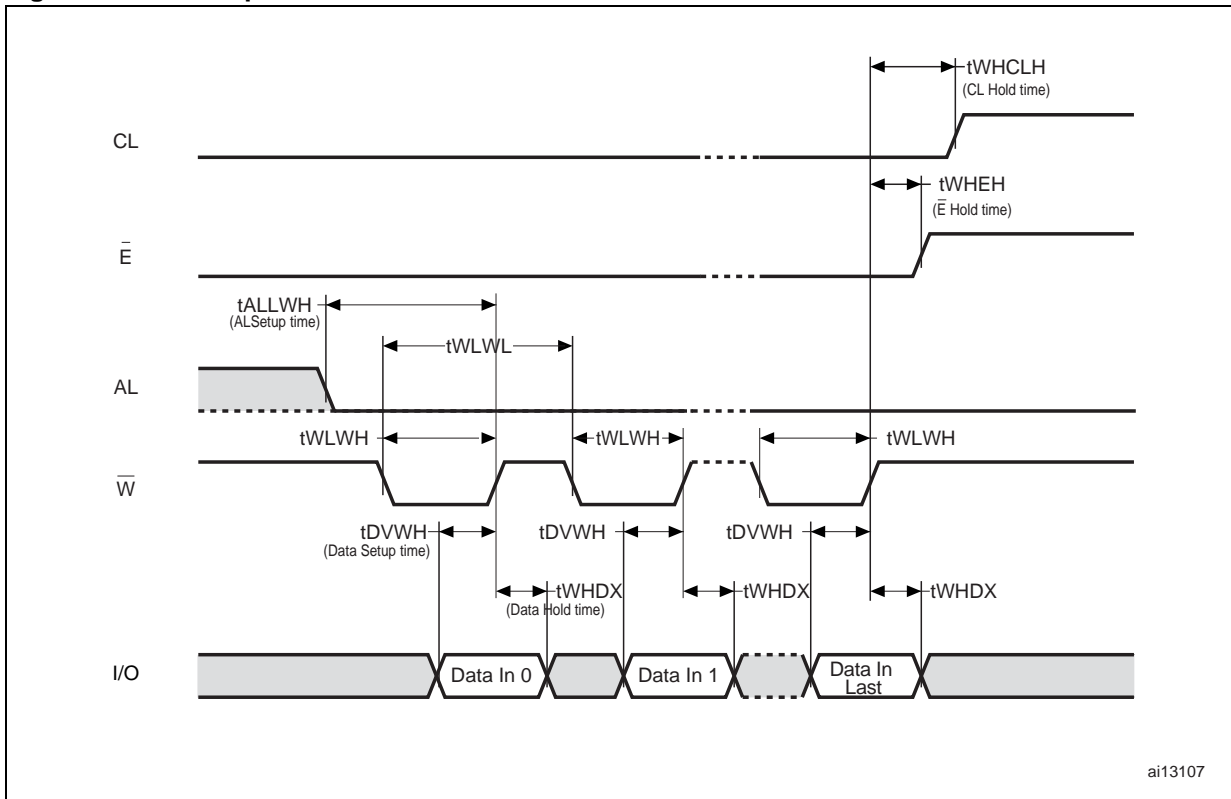 tWHCLH
(CL Hold time)
CL
tWHEH
(E̅ Hold time)
E̅
tALLWH
(ALSetup time)
tWLWL
AL
tWLWH
tWLWH
tWLWH
W̅
tDVWH
(Data Setup time)
tDVWH
tDVWH
tWHDX
(Data Hold time)
tWHDX
tWHDX
I/O
Data In 0
Data In 1
Data In
Last
ai13107